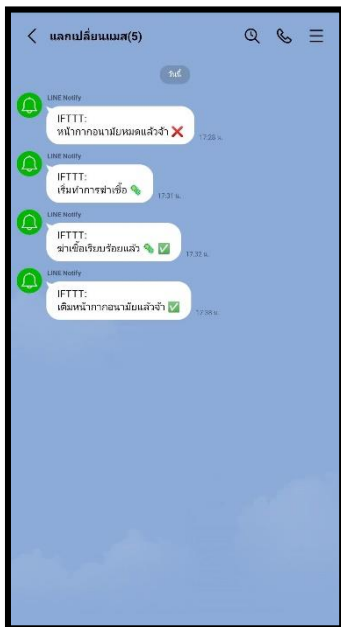 แลกเปลี่ยนแมส(5)
วันนี้
LINE Notify
IFTTT:
หน้ากากอนามัยหมดแล้วจ้า ❌
17:28 น.
LINE Notify
IFTTT:
เริ่มทำการฆ่าเชื้อ 🦠
17:31 น.
LINE Notify
IFTTT:
ฆ่าเชื้อเรียบร้อยแล้ว 🦠 ✅
17:32 น.
LINE Notify
IFTTT:
เติมหน้ากากอนามัยแล้วจ้า ✅